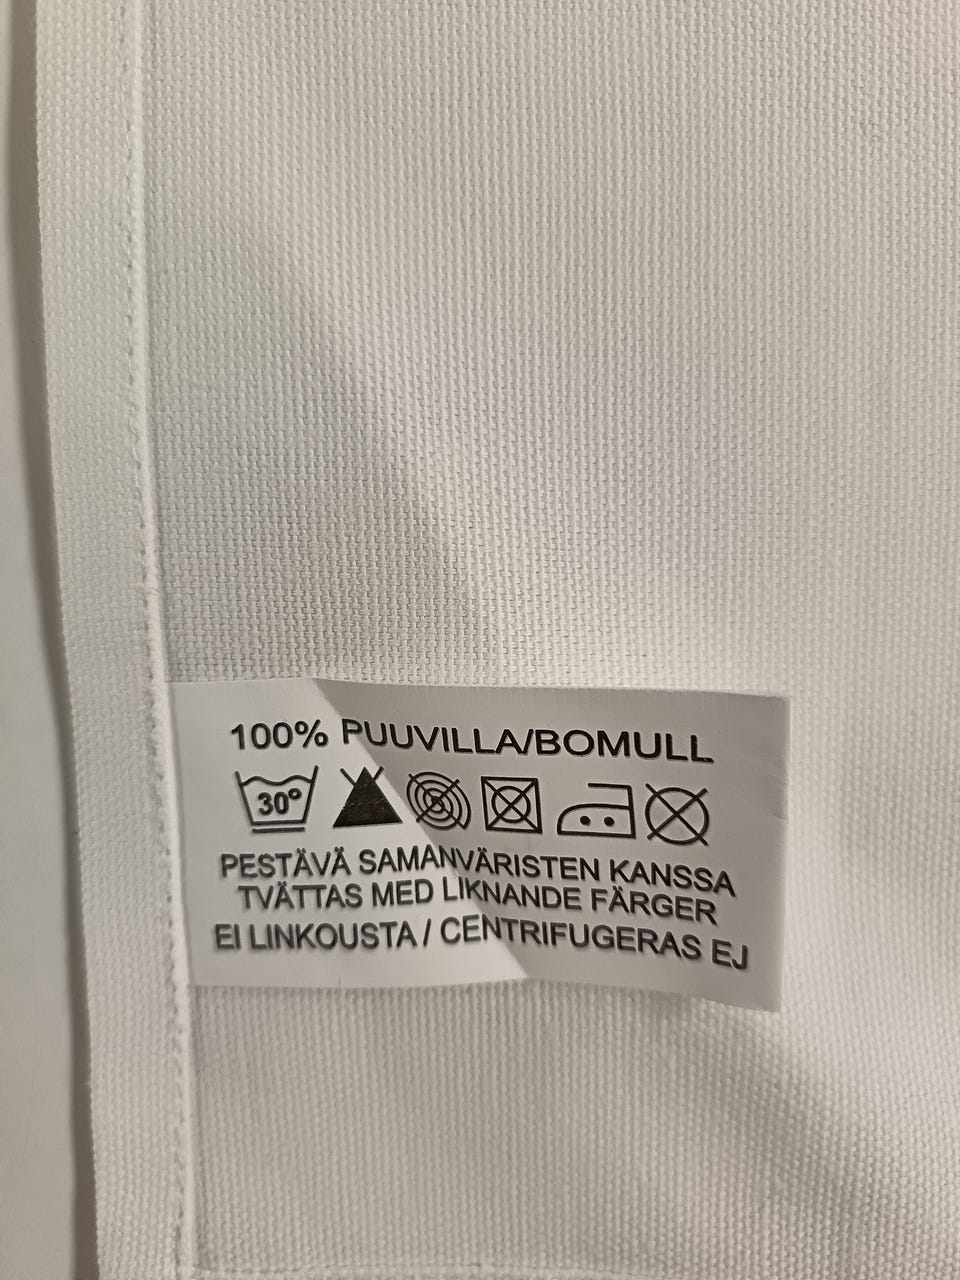 100% PUUVILLA/BOMULL
30°
PESTÄVÄ SAMANVÄRISTEN KANSSA
TVÄTTAS MED LIKNANDE FÄRGER
EI LINKOUSTA / CENTRIFUGERAS EJ